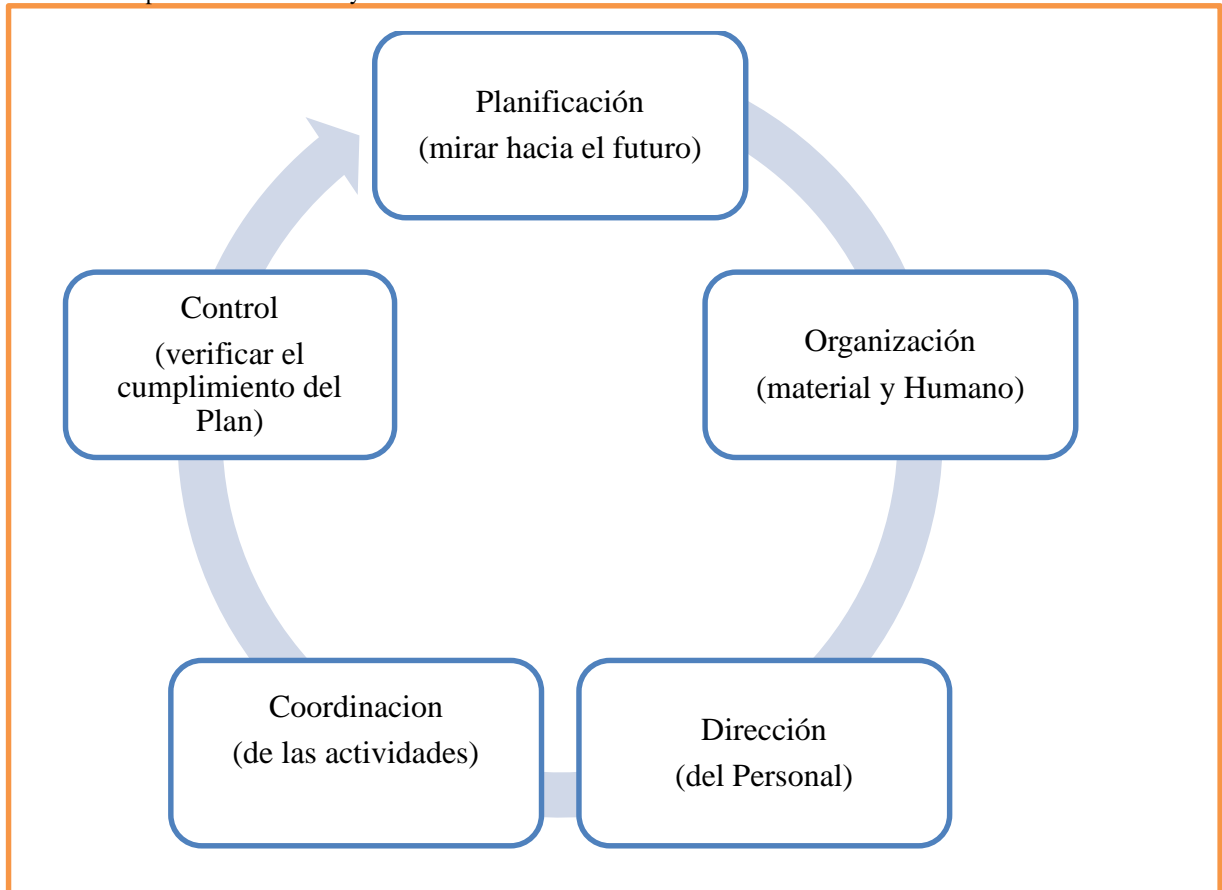 Planificación
(mirar hacia el futuro)
Organización
(material y Humano)
Dirección
(del Personal)
Coordinacion
(de las actividades)
Control
(verificar el
cumplimiento del
Plan)